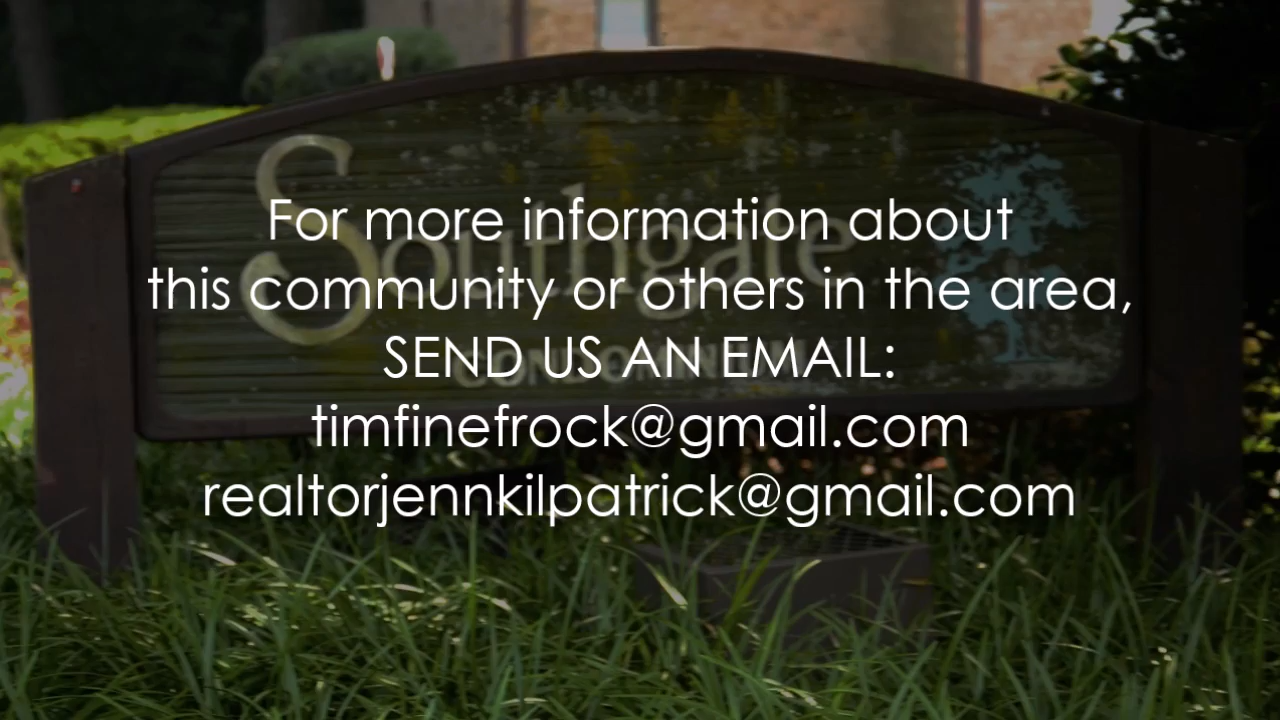 Southgate
CONDOMINIUM
For more information about
this community or others in the area,
SEND US AN EMAIL:
timfinefrock@gmail.com
realtorjennkilpatrick@gmail.com